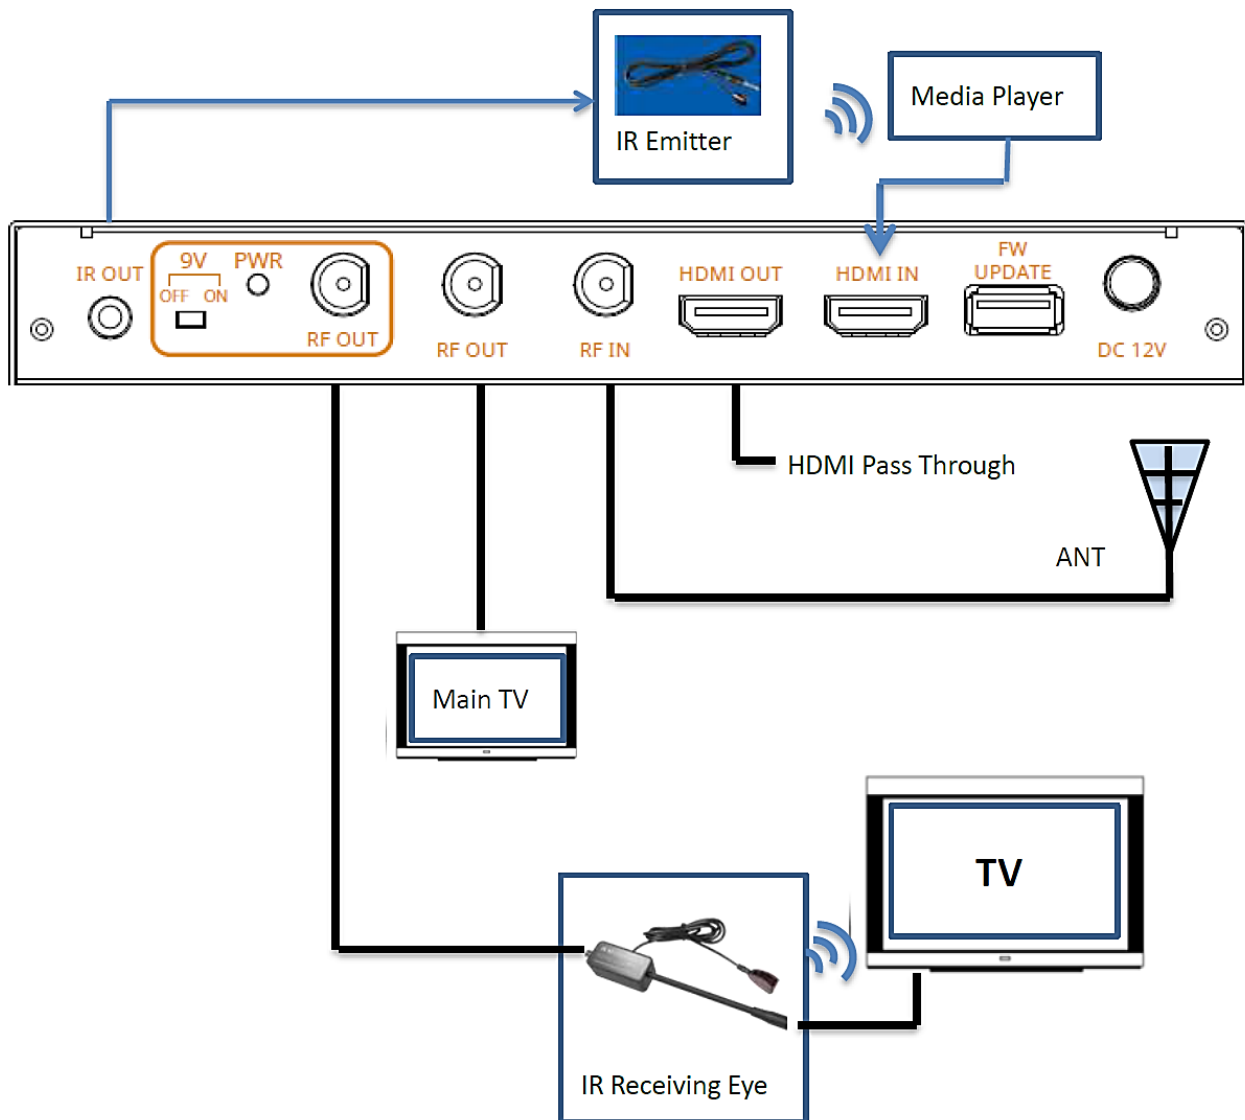 IR Emitter
Media Player
IR OUT
9V
PWR
OFF ON
RF OUT
RF OUT
RF IN
HDMI OUT
HDMI IN
FW
UPDATE
DC 12V
HDMI Pass Through
ANT
Main TV
TV
IR Receiving Eye